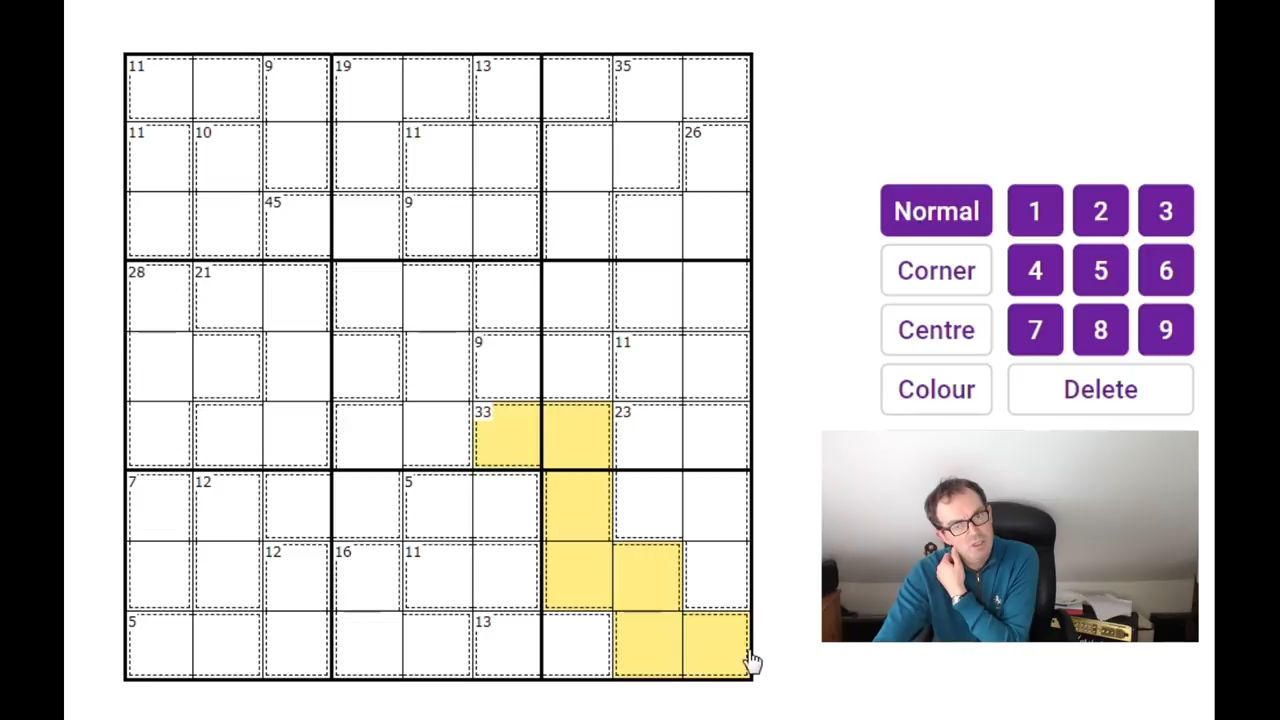 11 9 19 13 35
11 10 11 26
45 9
28 21
9 11
33 23
7 12 5
12 16 11
5 13
Normal 1 2 3
Corner 4 5 6
Centre 7 8 9
Colour Delete